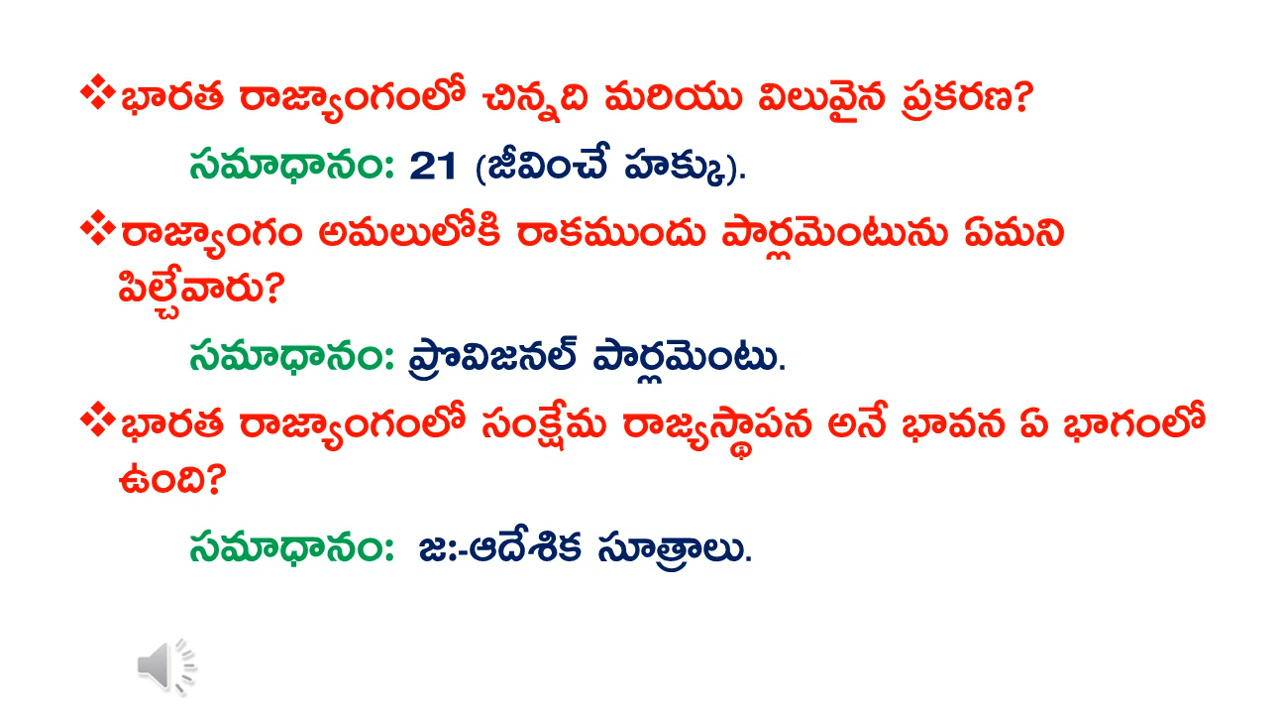 ❖భారత రాజ్యాంగంలో చిన్నది మరియు విలువైన ప్రకరణ?
సమాధానం: 21 (జీవించే హక్కు).
❖రాజ్యాంగం అమలులోకి రాకముందు పార్లమెంటును ఏమని
పిల్చేవారు?
సమాధానం: ప్రొవిజనల్ పార్లమెంటు.
❖భారత రాజ్యాంగంలో సంక్షేమ రాజ్యస్థాపన అనే భావన ఏ భాగంలో
ఉంది?
సమాధానం: జః-ఆదేశిక సూత్రాలు.